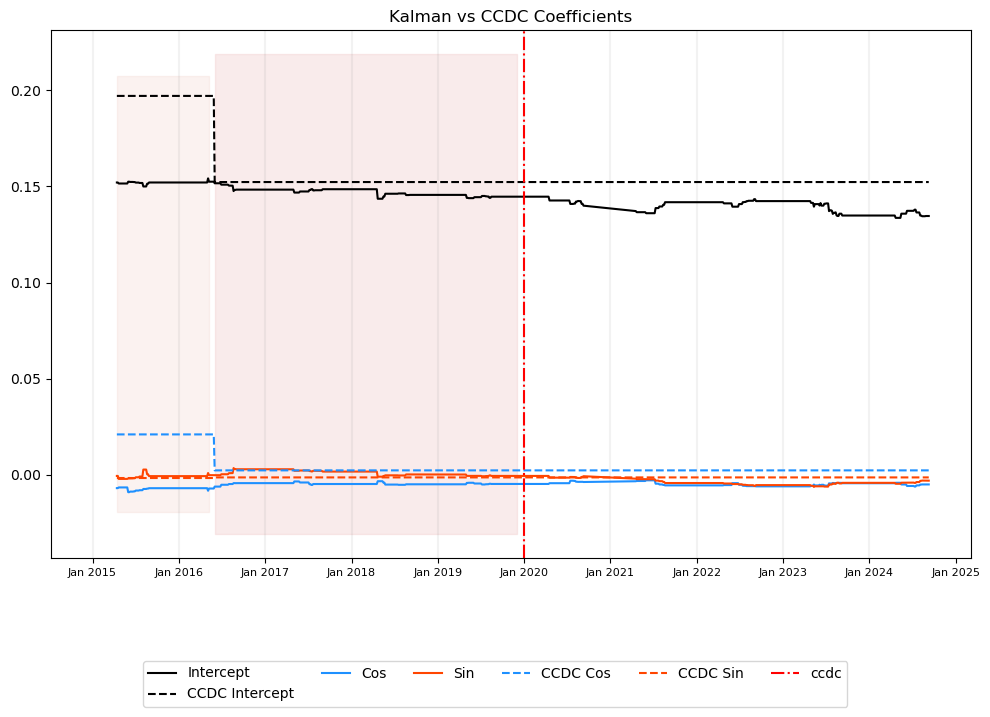 Kalman vs CCDC Coefficients
0.20
0.15
0.10
0.05
0.00
Jan 2015 Jan 2016 Jan 2017 Jan 2018 Jan 2019 Jan 2020 Jan 2021 Jan 2022 Jan 2023 Jan 2024 Jan 2025
Intercept Cos Sin CCDC Cos CCDC Sin ccdc
CCDC Intercept